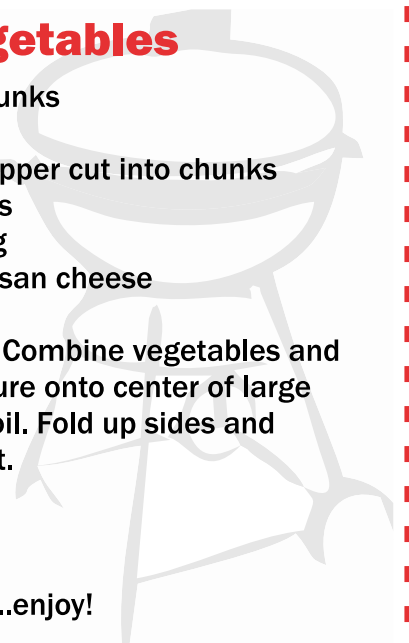 getables
unks
pper cut into chunks
s
g
san cheese
Combine vegetables and
ure onto center of large
oil. Fold up sides and
t.
..enjoy!